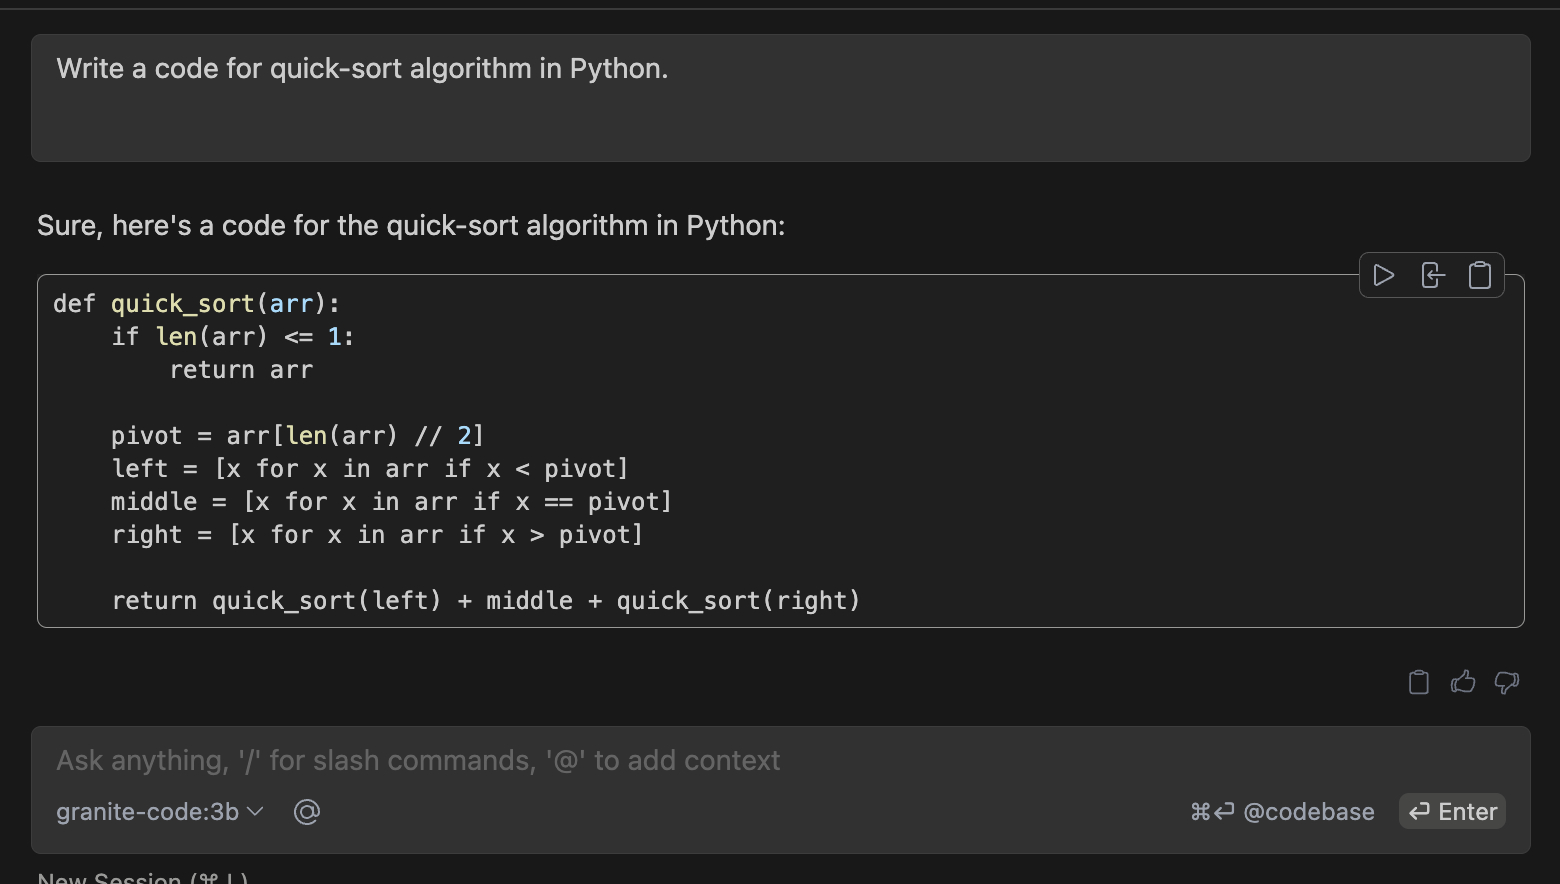 Write a code for quick-sort algorithm in Python.
Sure, here's a code for the quick-sort algorithm in Python:
def quick_sort(arr):
    if len(arr) <= 1:
        return arr

    pivot = arr[len(arr) // 2]
    left = [x for x in arr if x < pivot]
    middle = [x for x in arr if x == pivot]
    right = [x for x in arr if x > pivot]

    return quick_sort(left) + middle + quick_sort(right)
Ask anything, '/' for slash commands, '@' to add context
granite-code:3b @ ⌘⏎ @codebase ⏎ Enter
New Session (⌘ L)